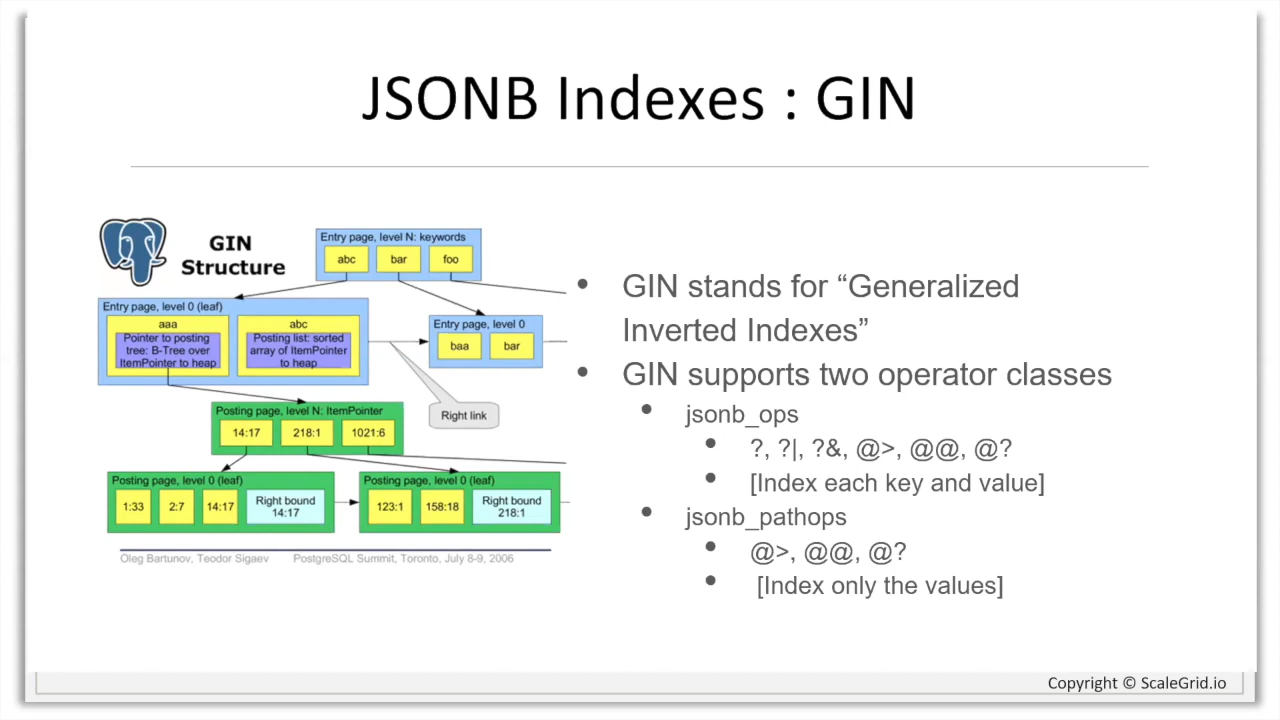 JSONB Indexes : GIN
GIN
Structure
Entry page, level N: keywords
abc bar foo
Entry page, level 0 (leaf)
aaa
Pointer to posting
tree: B-Tree over
ItemPointer to heap
abc
Posting list: sorted
array of ItemPointer
to heap
Entry page, level 0
baa bar
Right link
Posting page, level N: ItemPointer
14:17 218:1 1021:6
Posting page, level 0 (leaf)
1:33 2:7 14:17
Right bound
14:17
Posting page, level 0 (leaf)
123:1 158:18
Right bound
218:1
Oleg Bartunov, Teodor Sigaev PostgreSQL Summit, Toronto, July 8-9, 2006
• GIN stands for “Generalized
Inverted Indexes”
• GIN supports two operator classes
• jsonb_ops
• ?, ?|, ?&, @>, @@, @?
• [Index each key and value]
• jsonb_pathops
• @>, @@, @?
• [Index only the values]
Copyright © ScaleGrid.io